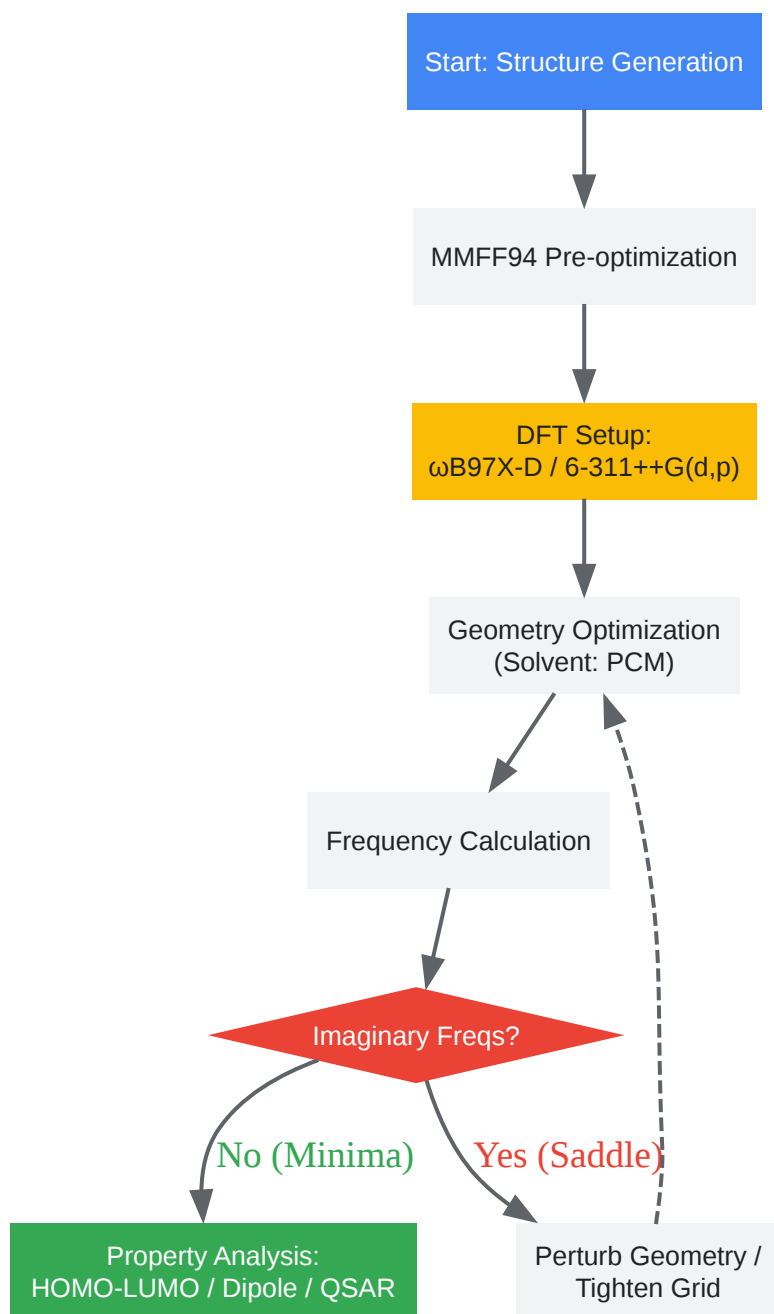 Start: Structure Generation
MMFF94 Pre-optimization
DFT Setup:
ωB97X-D / 6-311++G(d,p)
Geometry Optimization
(Solvent: PCM)
Frequency Calculation
Imaginary Freqs?
No (Minima)
Yes (Saddle)
Property Analysis:
HOMO-LUMO / Dipole / QSAR
Perturb Geometry /
Tighten Grid